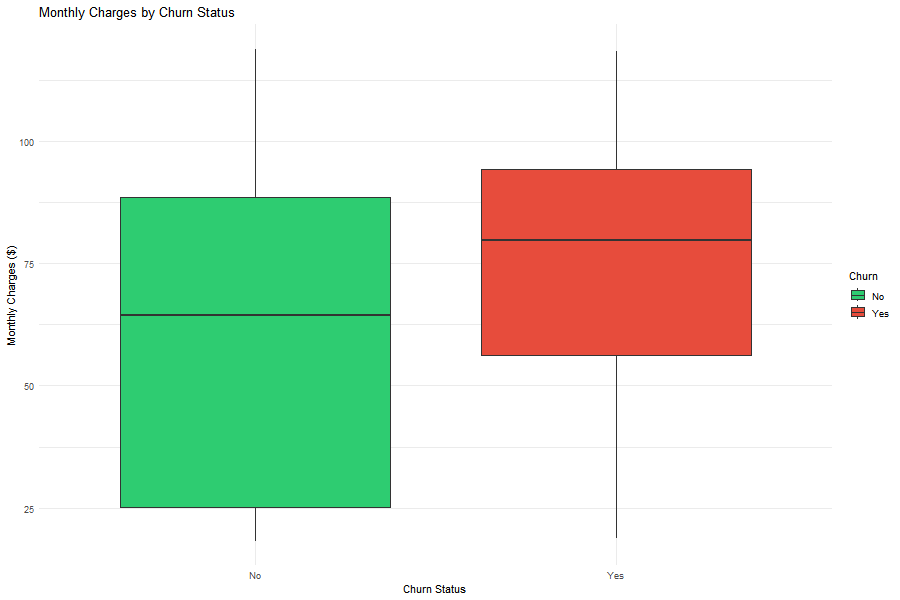 Monthly Charges by Churn Status
Monthly Charges ($)
100
75
50
25
No
Yes
Churn Status
Churn
No
Yes